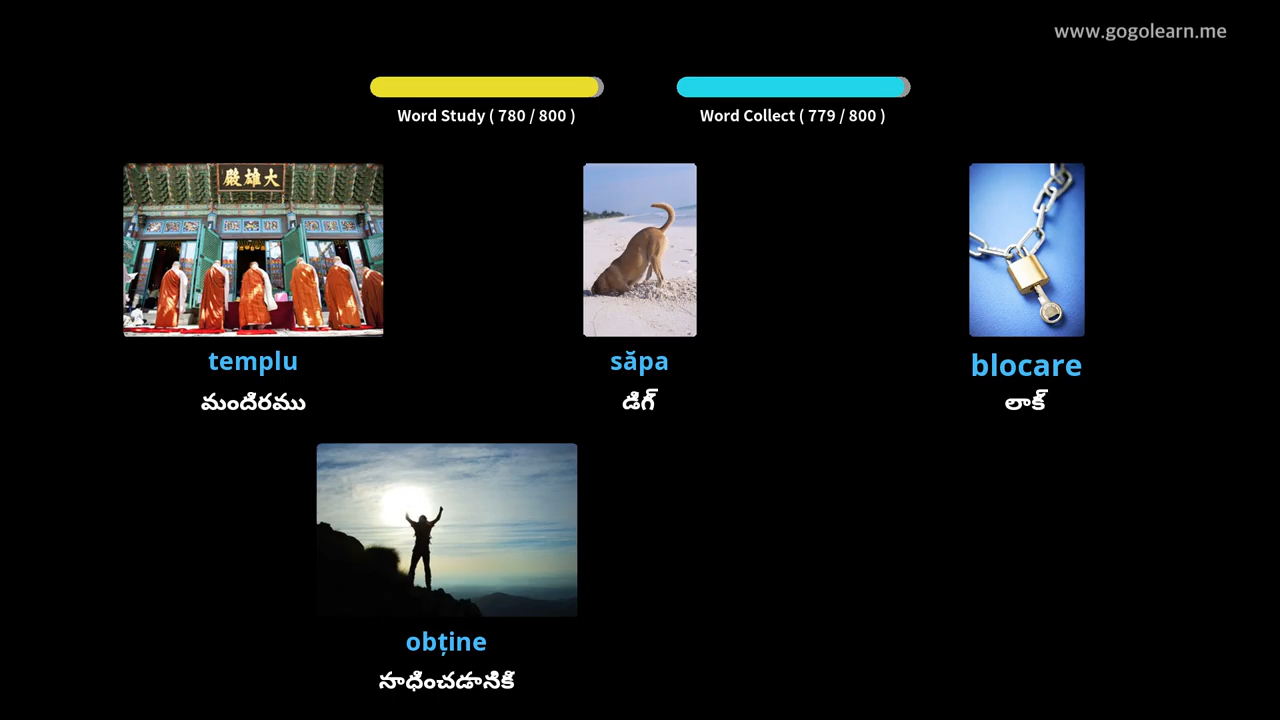 www.gogolearn.me
Word Study ( 780 / 800 )
Word Collect ( 779 / 800 )
殿雄大
templu
săpa
blocare
మందిరము
డిగ్
లాక్
obține
సాధించడానికి